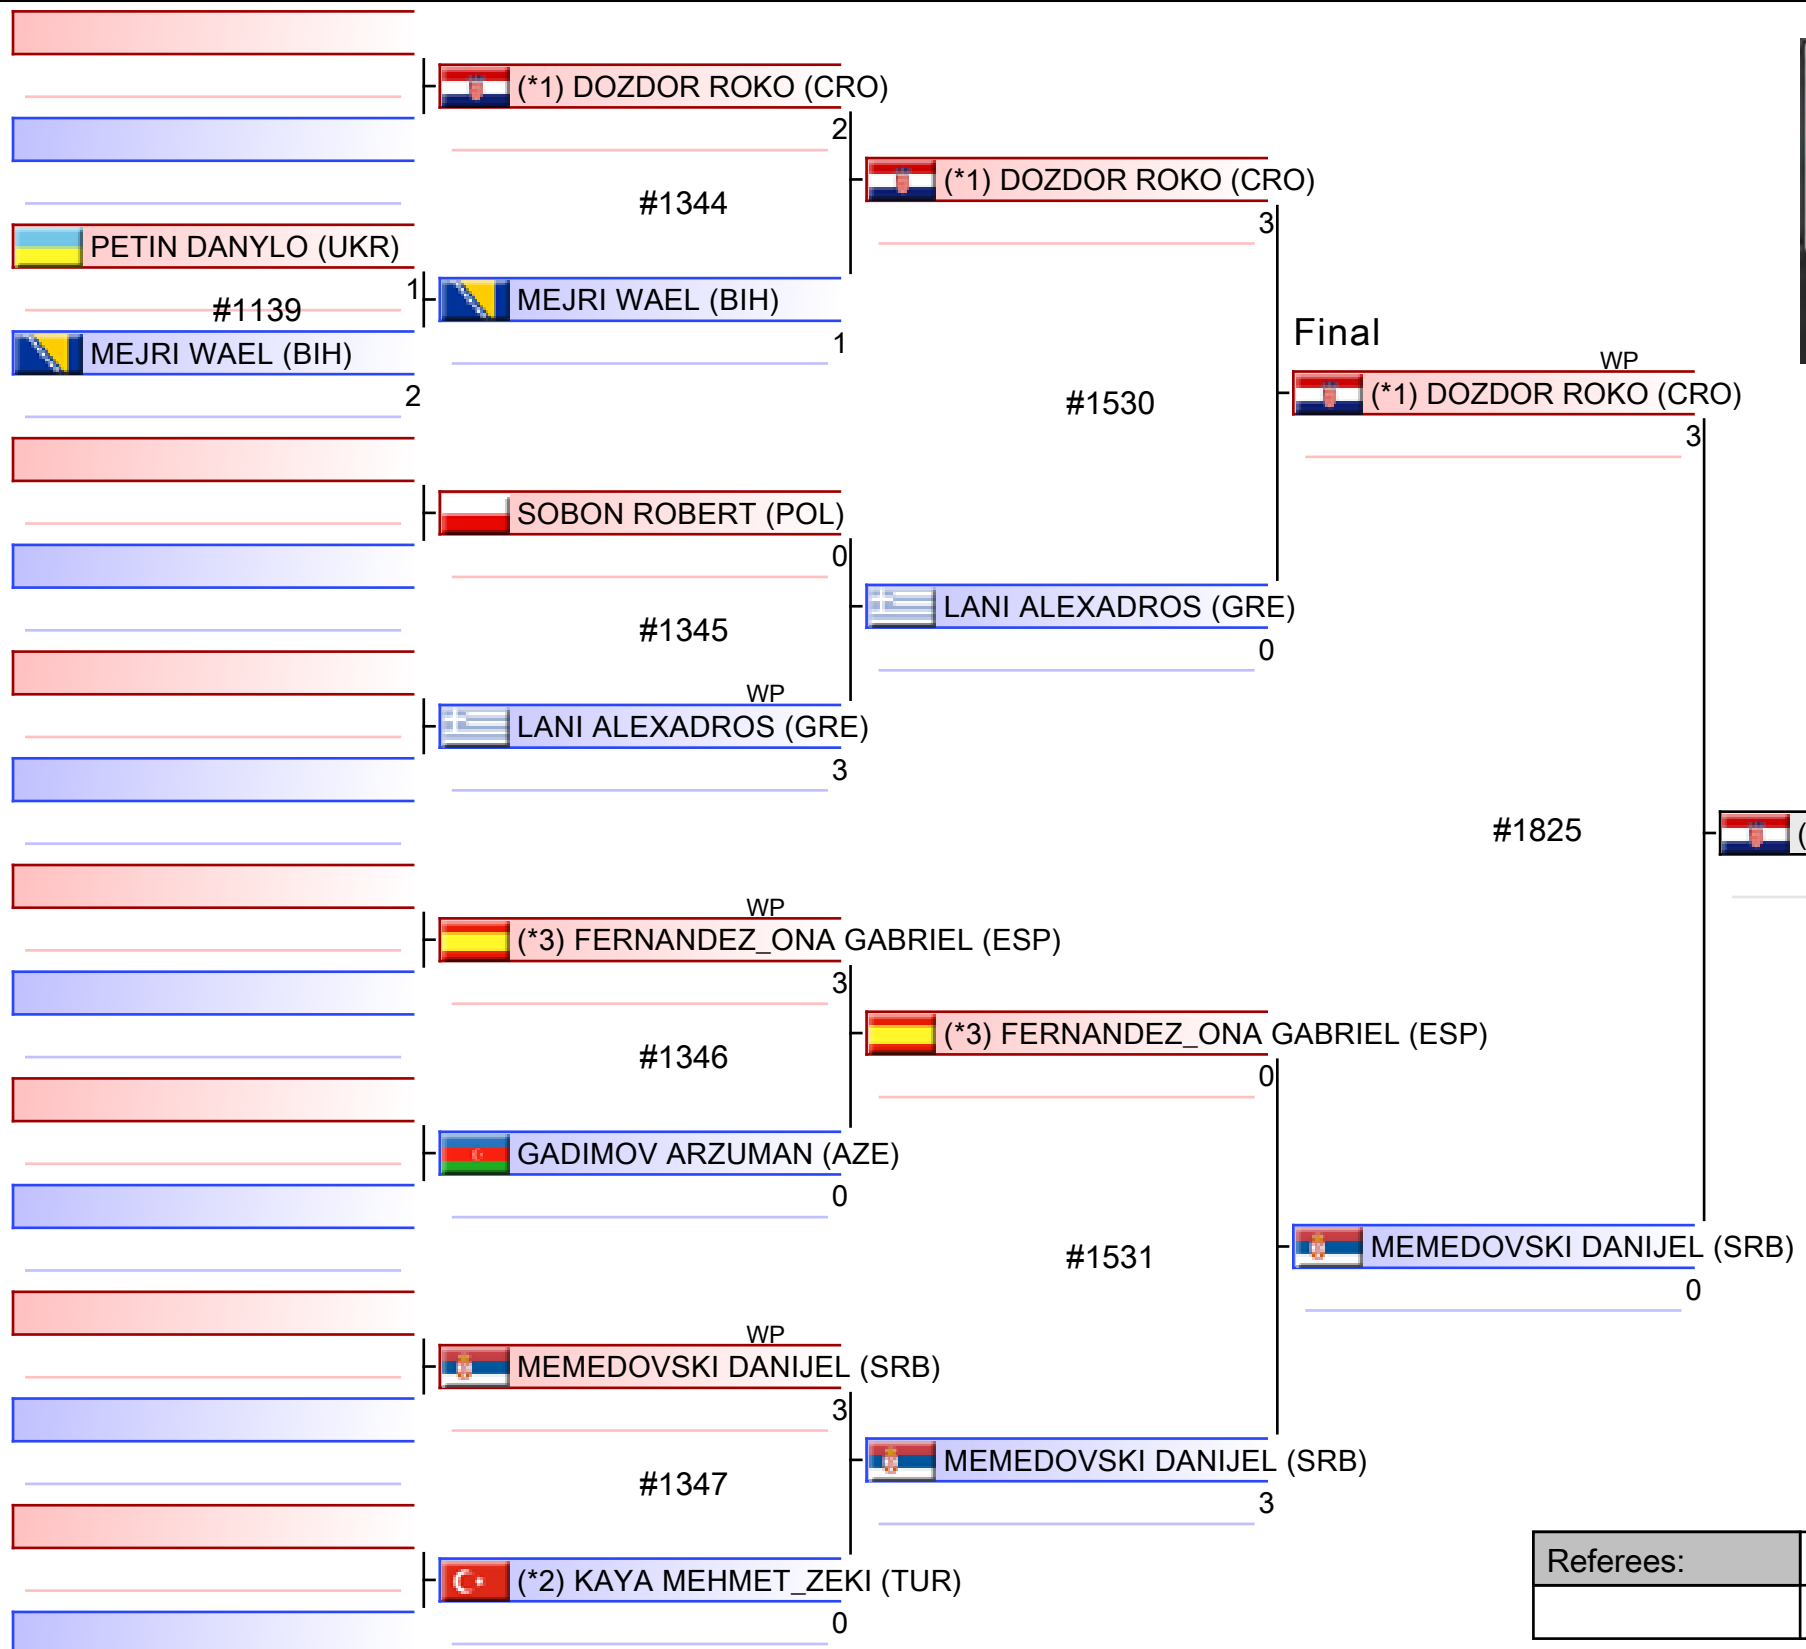 (*1) DOZDOR ROKO (CRO)
2
#1344
(*1) DOZDOR ROKO (CRO)
3
PETIN DANYLO (UKR)
1
#1139
MEJRI WAEL (BIH)
2
MEJRI WAEL (BIH)
1
Final
WP
(*1) DOZDOR ROKO (CRO)
3
#1530
SOBON ROBERT (POL)
0
#1345
LANI ALEXADROS (GRE)
0
WP
LANI ALEXADROS (GRE)
3
#1825
(
WP
(*3) FERNANDEZ_ONA GABRIEL (ESP)
3
#1346
(*3) FERNANDEZ_ONA GABRIEL (ESP)
0
GADIMOV ARZUMAN (AZE)
0
#1531
MEMEDOVSKI DANIJEL (SRB)
0
WP
MEMEDOVSKI DANIJEL (SRB)
3
#1347
MEMEDOVSKI DANIJEL (SRB)
3
(*2) KAYA MEHMET_ZEKI (TUR)
0
Referees: